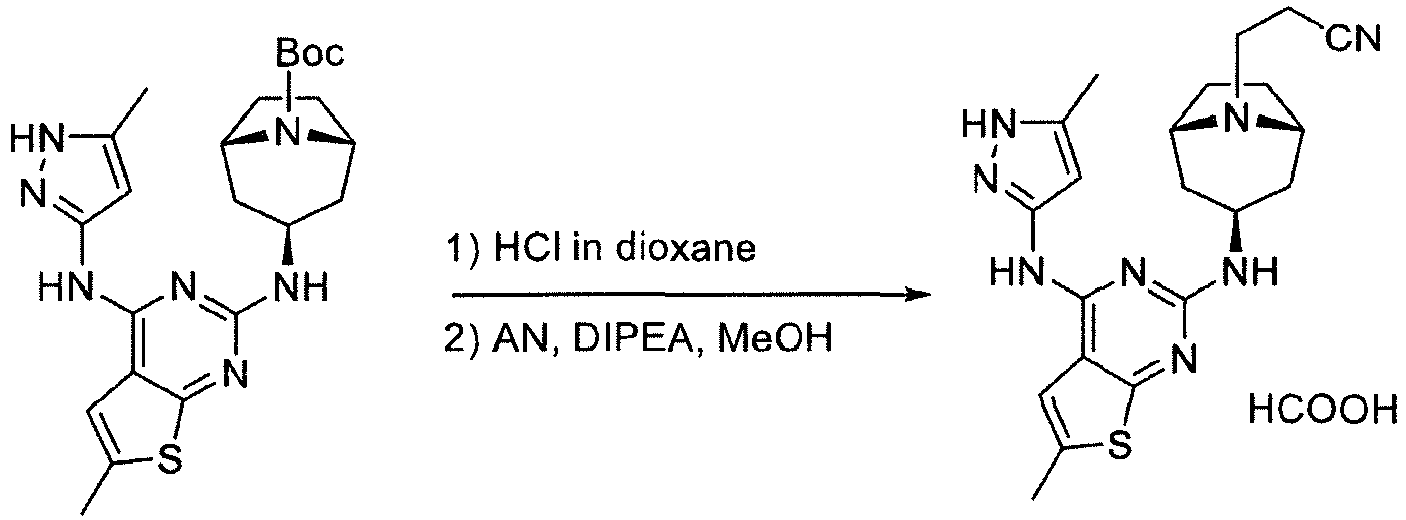 Boc
N
HN
N
HN
N
NH
N
S
1) HCl in dioxane
2) AN, DIPEA, MeOH
CN
N
HN
N
HN
N
NH
N
S
HCOOH